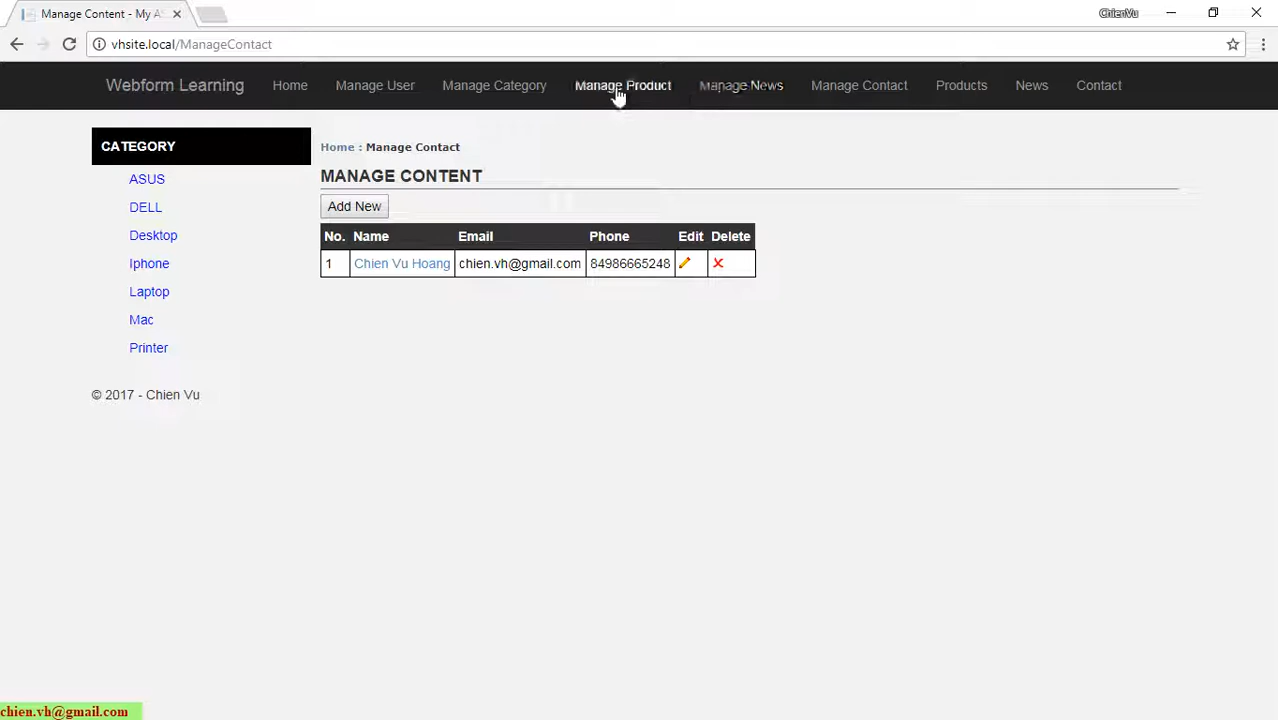 Manage Content - My A
ChienVu
vhsite.local/ManageContact
Webform Learning Home Manage User Manage Category Manage Product Manage News Manage Contact Products News Contact
CATEGORY
ASUS
DELL
Desktop
Iphone
Laptop
Mac
Printer
Home : Manage Contact
MANAGE CONTENT
Add New
No. Name Email Phone Edit Delete
1 Chien Vu Hoang chien.vh@gmail.com 84986665248
© 2017 - Chien Vu
chien.vh@gmail.com